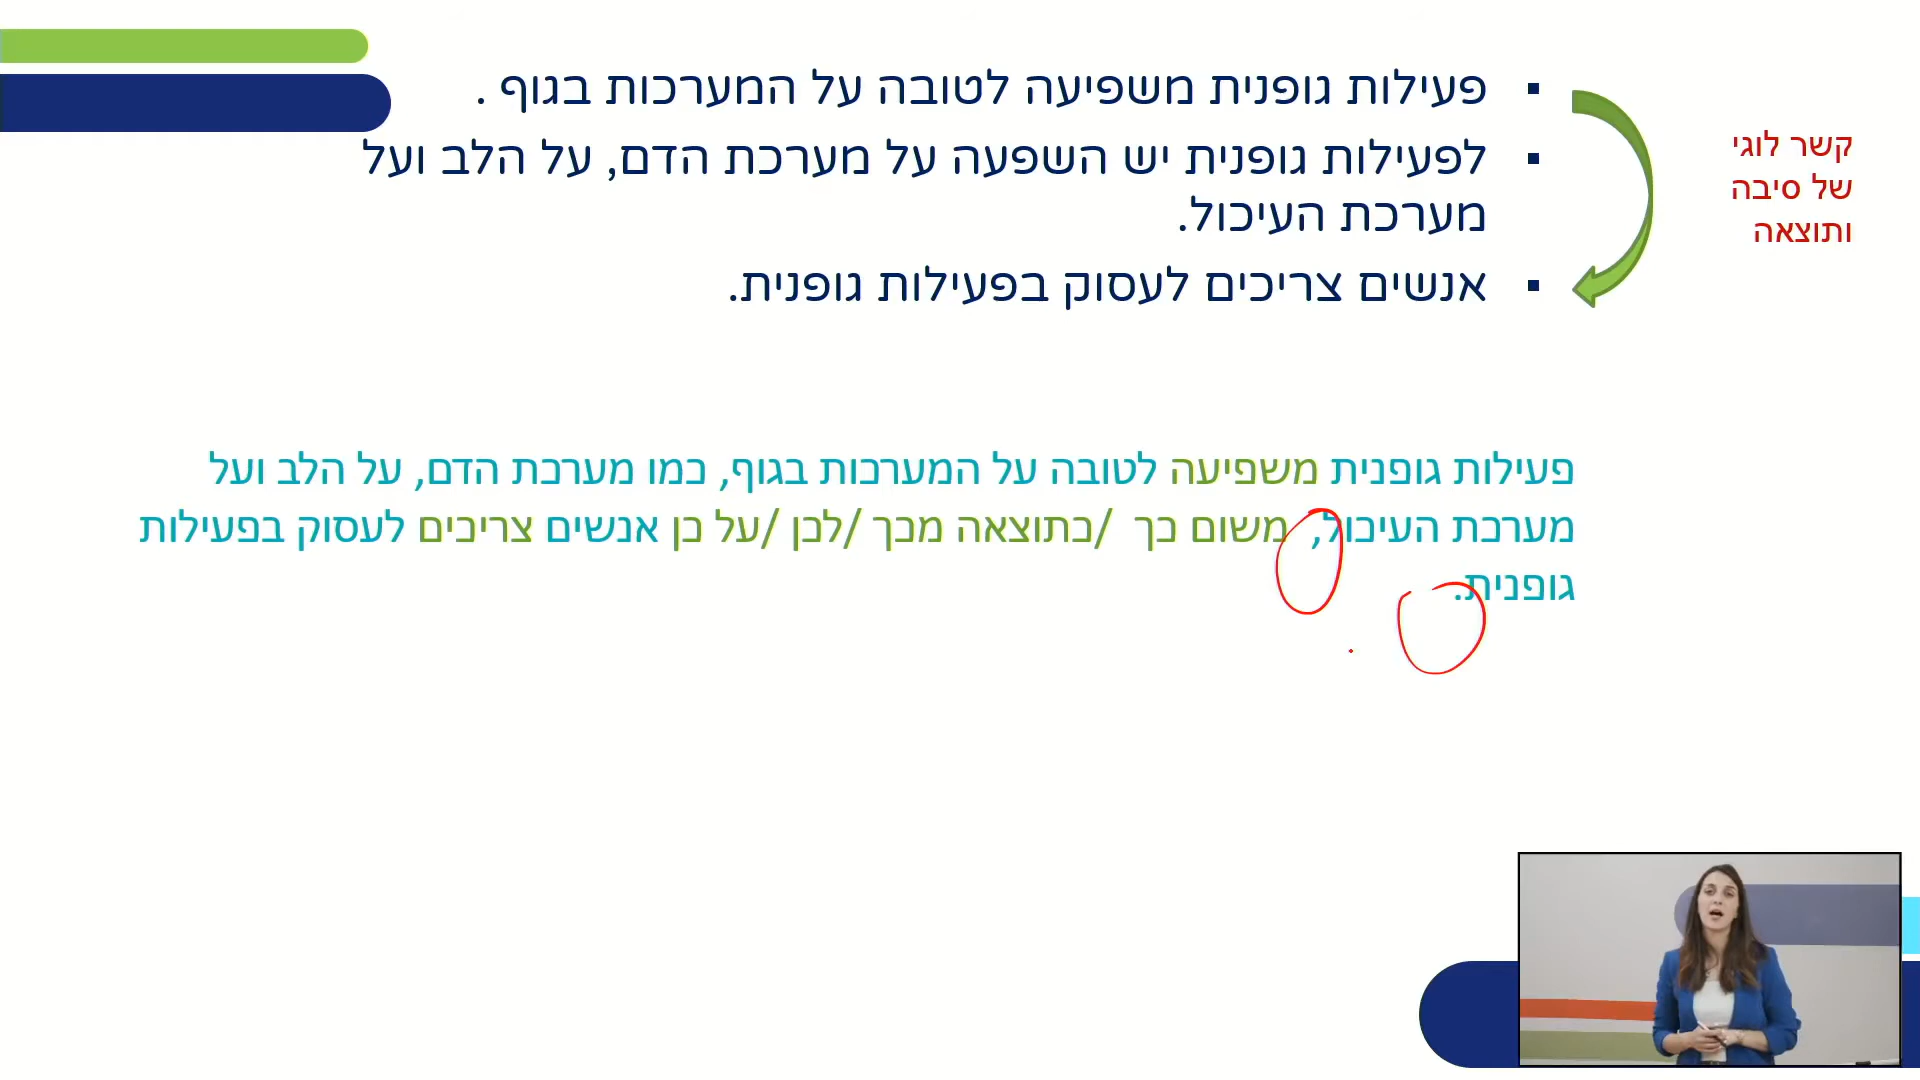 פעילות גופנית משפיעה לטובה על המערכות בגוף .
לפעילות גופנית יש השפעה על מערכת הדם, על הלב ועל
מערכת העיכול.
אנשים צריכים לעסוק בפעילות גופנית.
קשר לוגי
של סיבה
ותוצאה
פעילות גופנית משפיעה לטובה על המערכות בגוף, כמו מערכת הדם, על הלב ועל
מערכת העיכול, משום כך /כתוצאה מכך /לכן /על כן אנשים צריכים לעסוק בפעילות
גופנית.